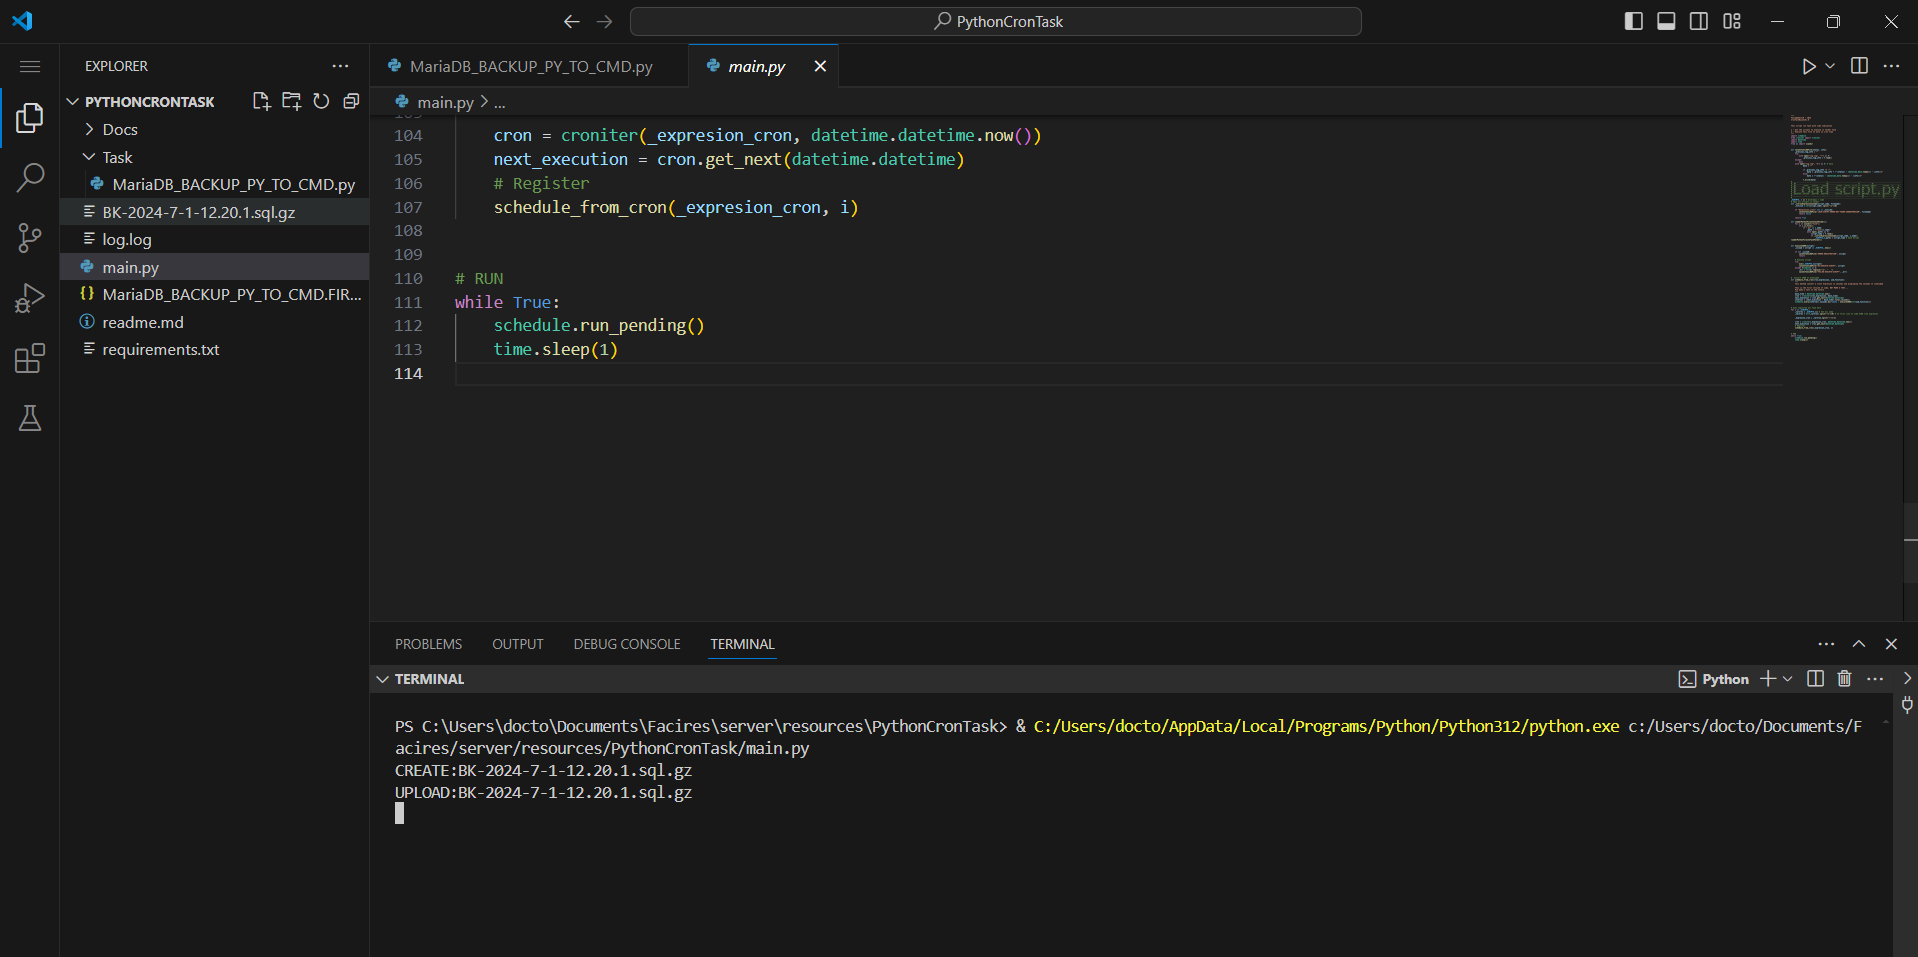 PythonCronTask
EXPLORER
PYTHONCRONTASK
Docs
Task
MariaDB_BACKUP_PY_TO_CMD.py
BK-2024-7-1-12.20.1.sql.gz
log.log
main.py
MariaDB_BACKUP_PY_TO_CMD.FIR...
readme.md
requirements.txt
MariaDB_BACKUP_PY_TO_CMD.py
main.py
main.py > ...
104 cron = croniter(_expresion_cron, datetime.datetime.now())
105 next_execution = cron.get_next(datetime.datetime)
106 # Register
107 schedule_from_cron(_expresion_cron, i)
108
109
110 # RUN
111 while True:
112 schedule.run_pending()
113 time.sleep(1)
114
Load script.py
PROBLEMS OUTPUT DEBUG CONSOLE TERMINAL
TERMINAL
Python
PS C:\Users\docto\Documents\Facires\server\resources\PythonCronTask> & C:/Users/docto/AppData/Local/Programs/Python/Python312/python.exe c:/Users/docto/Documents/F
acires/server/resources/PythonCronTask/main.py
CREATE:BK-2024-7-1-12.20.1.sql.gz
UPLOAD:BK-2024-7-1-12.20.1.sql.gz